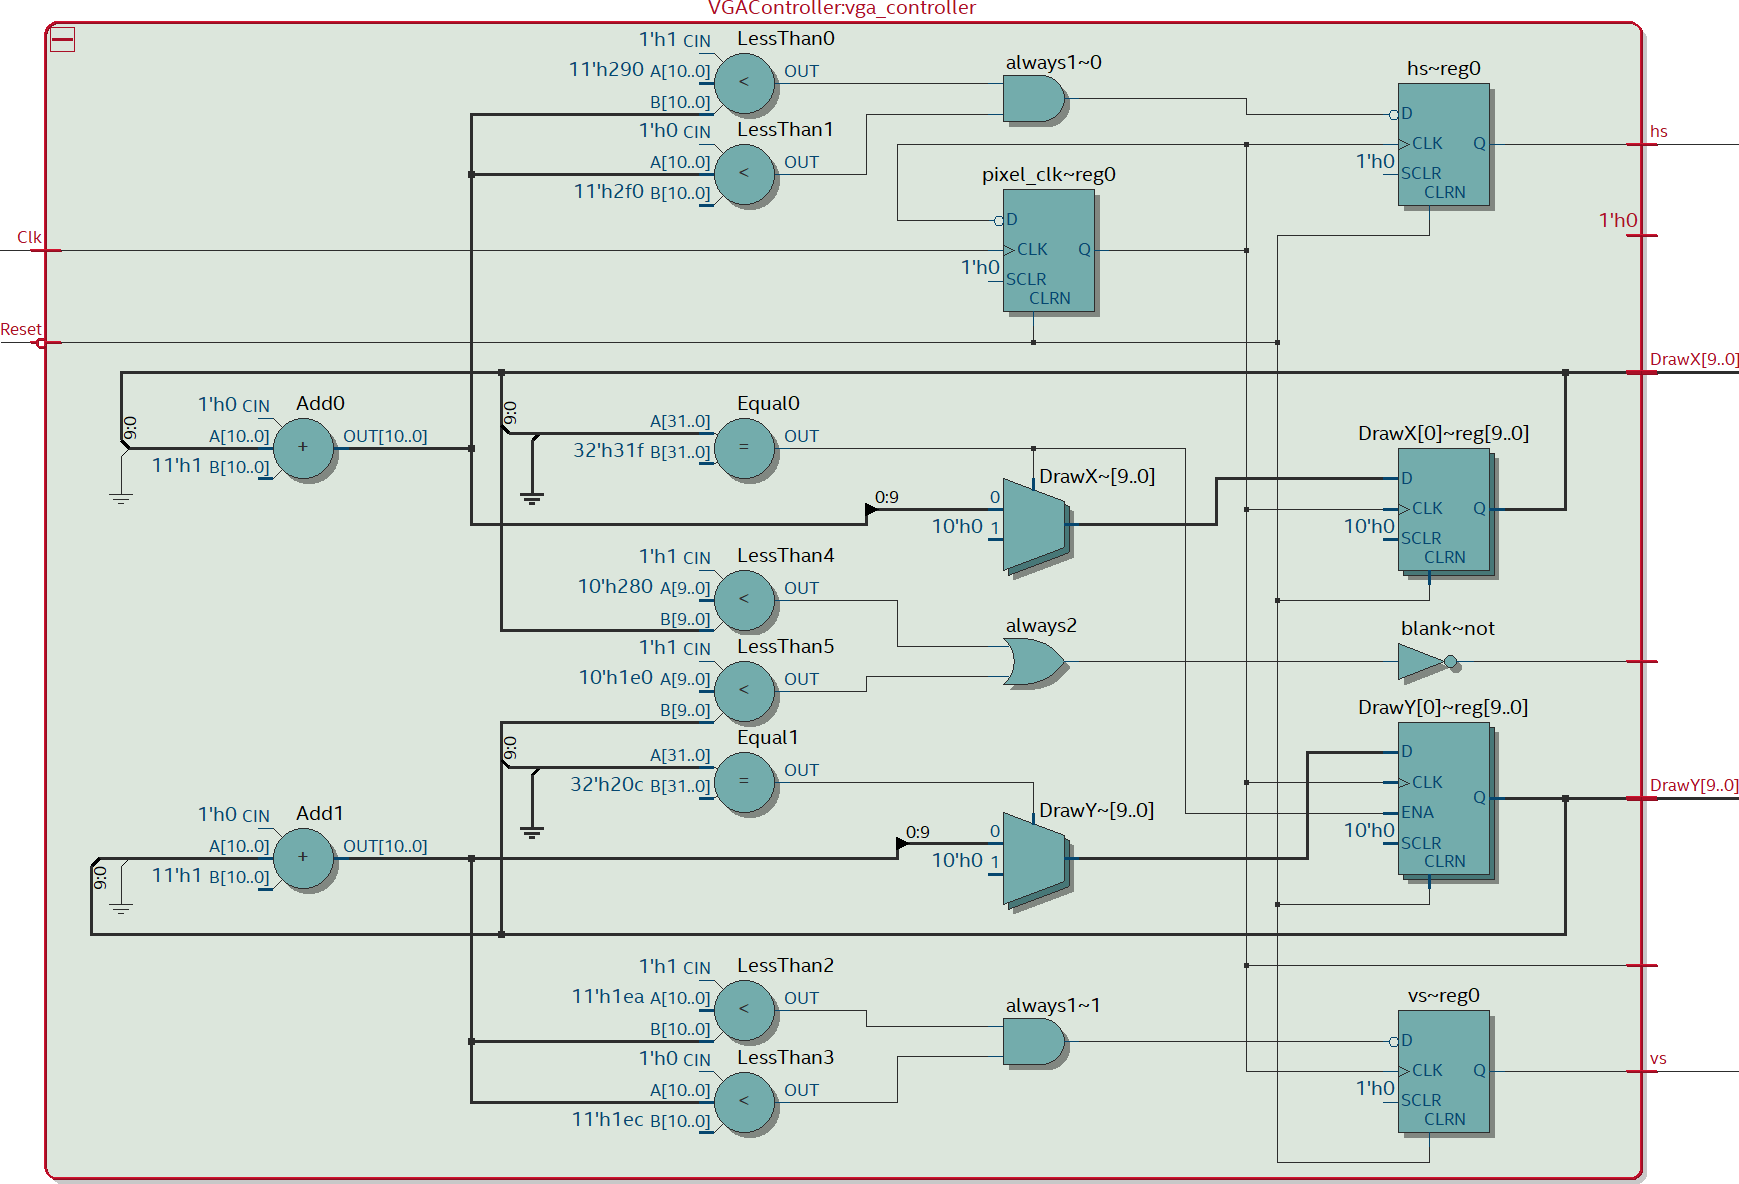 VGAController:vga_controller
1'h1 CIN
LessThan0
11'h290 A[10..0]
<
OUT
B[10..0]
1'h0 CIN
LessThan1
A[10..0]
<
OUT
11'h2f0 B[10..0]
always1~0
hs~reg0
D
CLK
Q
1'h0
SCLR
CLRN
hs
1'h0
pixel_clk~reg0
D
CLK
Q
1'h0
SCLR
CLRN
Clk
Reset
DrawX[9..0]
9:0
1'h0 CIN
Add0
A[10..0]
+
OUT[10..0]
11'h1 B[10..0]
9:0
Equal0
A[31..0]
=
OUT
32'h31f B[31..0]
0:9
DrawX~[9..0]
0
10'h0 1
DrawX[0]~reg[9..0]
D
CLK
Q
10'h0
SCLR
CLRN
1'h1 CIN
LessThan4
10'h280 A[9..0]
<
OUT
B[9..0]
1'h1 CIN
LessThan5
10'h1e0 A[9..0]
<
OUT
B[9..0]
always2
blank~not
9:0
Equal1
A[31..0]
=
OUT
32'h20c B[31..0]
DrawY[0]~reg[9..0]
D
CLK
Q
ENA
10'h0
SCLR
CLRN
DrawY[9..0]
0:9
DrawY~[9..0]
0
10'h0 1
1'h0 CIN
Add1
A[10..0]
+
OUT[10..0]
11'h1 B[10..0]
9:0
1'h1 CIN
LessThan2
11'h1ea A[10..0]
<
OUT
B[10..0]
1'h0 CIN
LessThan3
A[10..0]
<
OUT
11'h1ec B[10..0]
always1~1
vs~reg0
D
CLK
Q
1'h0
SCLR
CLRN
vs